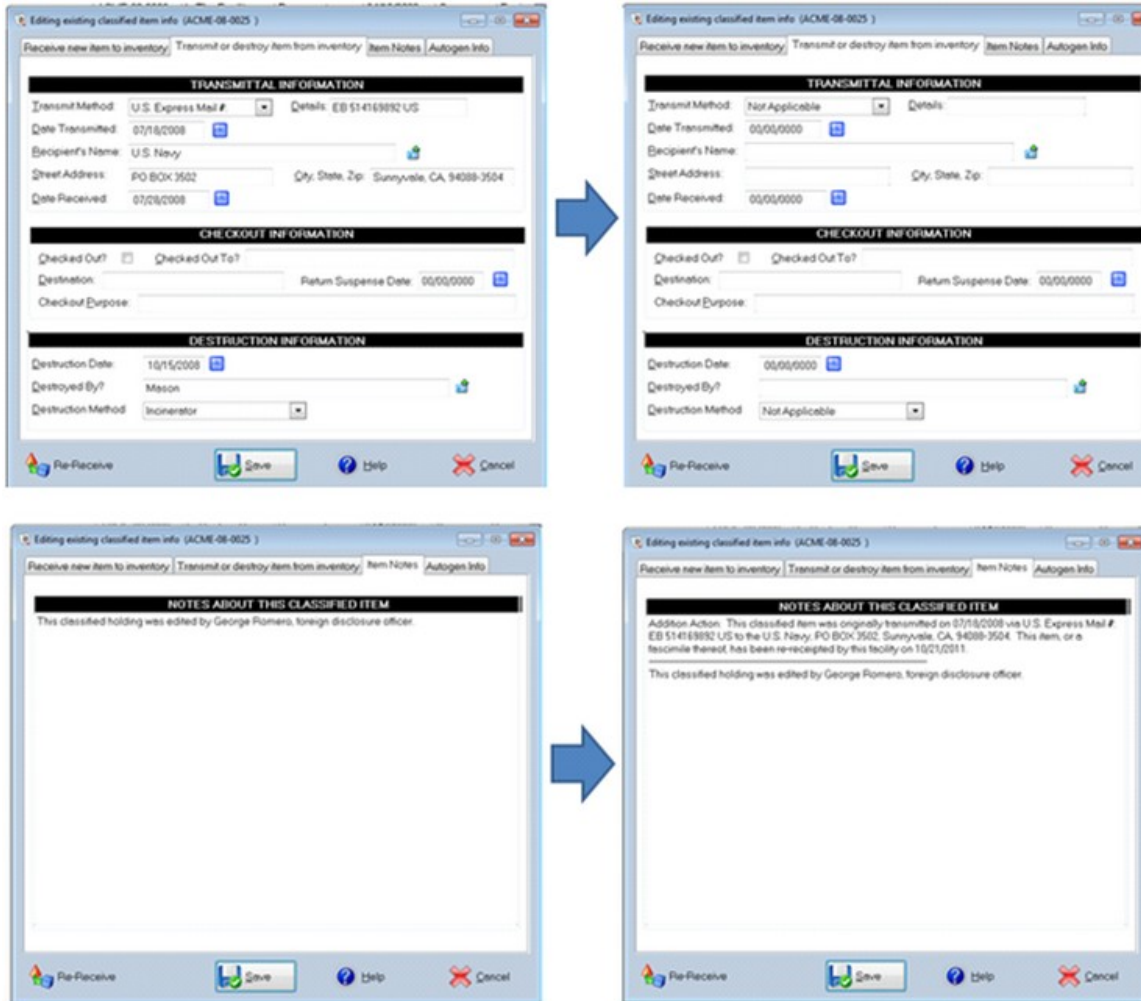 Editing existing classified item info (ACME-08-0025 )
Receive new item to inventory Transmit or destroy item from inventory Item Notes Autogen Info
TRANSMITTAL INFORMATION
Transmit Method: U.S. Express Mail #: Details: EB 514169892 US
Date Transmitted: 07/18/2008
Recipient's Name: U.S. Navy
Street Address: PO BOX 3502 City, State, Zip: Sunnyvale, CA, 94088-3504
Date Received: 07/28/2008
CHECKOUT INFORMATION
Checked Out? Checked Out To?
Destination: Return Suspense Date: 00/00/0000
Checkout Purpose:
DESTRUCTION INFORMATION
Destruction Date: 10/15/2008
Destroyed By? Mason
Destruction Method Incinerator
Re-Receive Save Help Cancel
Editing existing classified item info (ACME-08-0025 )
Receive new item to inventory Transmit or destroy item from inventory Item Notes Autogen Info
TRANSMITTAL INFORMATION
Transmit Method: Not Applicable Details:
Date Transmitted: 00/00/0000
Recipient's Name:
Street Address: City, State, Zip:
Date Received: 00/00/0000
CHECKOUT INFORMATION
Checked Out? Checked Out To?
Destination: Return Suspense Date: 00/00/0000
Checkout Purpose:
DESTRUCTION INFORMATION
Destruction Date: 00/00/0000
Destroyed By?
Destruction Method Not Applicable
Re-Receive Save Help Cancel
Editing existing classified item info (ACME-08-0025 )
Receive new item to inventory Transmit or destroy item from inventory Item Notes Autogen Info
NOTES ABOUT THIS CLASSIFIED ITEM
This classified holding was edited by George Romero, foreign disclosure officer.
Re-Receive Save Help Cancel
Editing existing classified item info (ACME-08-0025 )
Receive new item to inventory Transmit or destroy item from inventory Item Notes Autogen Info
NOTES ABOUT THIS CLASSIFIED ITEM
Addition Action: This classified item was originally transmitted on 07/18/2008 via U.S. Express Mail #:
EB 514169892 US to the U.S. Navy, PO BOX 3502, Sunnyvale, CA, 94088-3504. This item, or a
fascimile thereof, has been re-receipted by this facility on 10/21/2011.
This classified holding was edited by George Romero, foreign disclosure officer.
Re-Receive Save Help Cancel